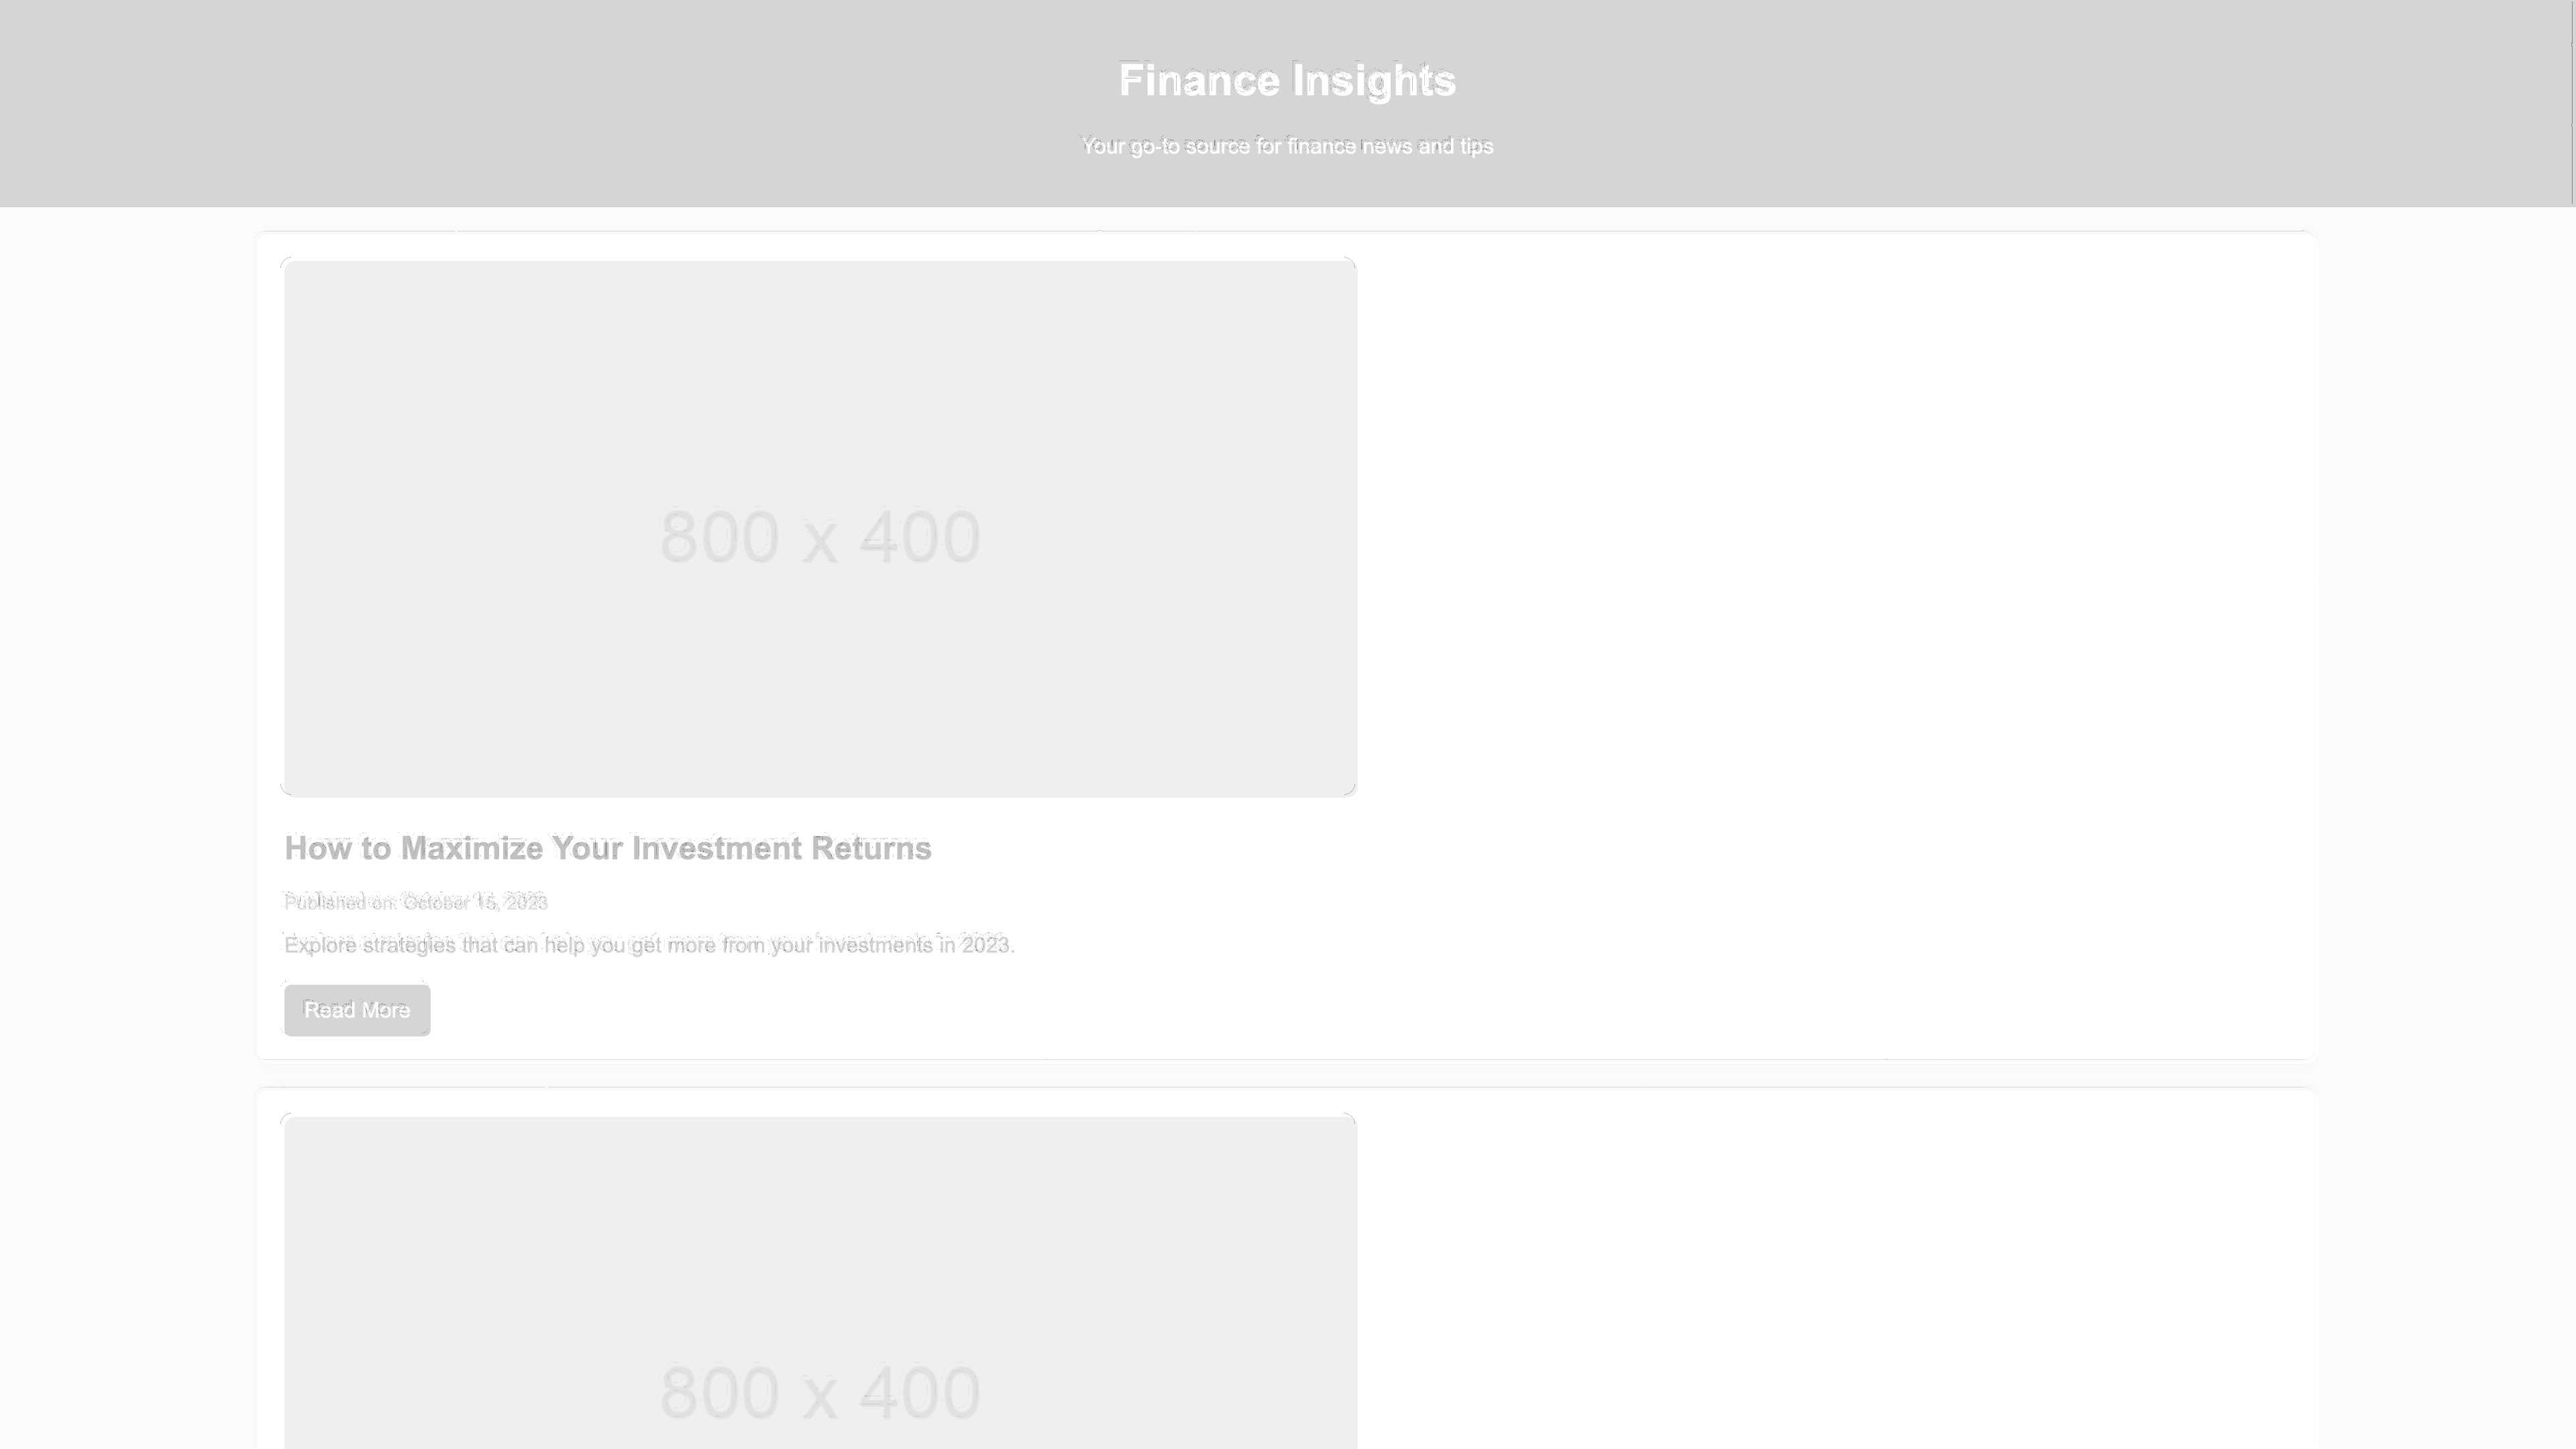 Finance Insights
Your go-to source for finance news and tips
800 x 400
How to Maximize Your Investment Returns
Published on: October 15, 2023
Explore strategies that can help you get more from your investments in 2023.
Read More
800 x 400